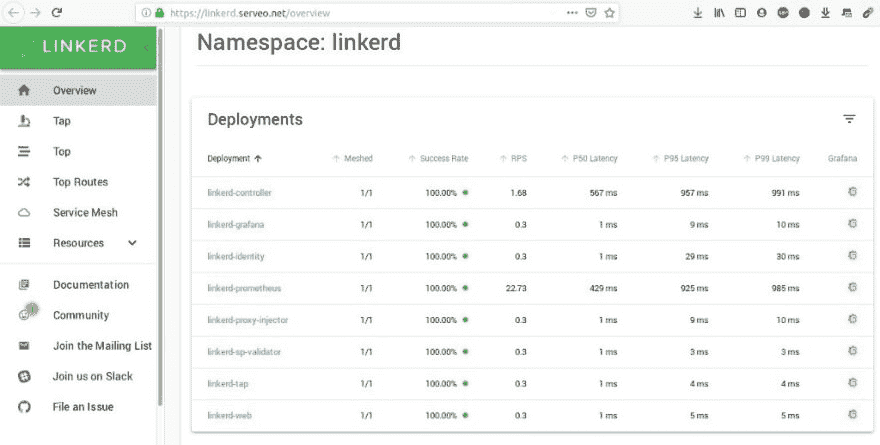 https://linkerd.serveo.net/overview
LINKERD
Overview
Tap
Top
Top Routes
Service Mesh
Resources
Documentation
Community
Join the Mailing List
Join us on Slack
File an Issue
Namespace: linkerd
Deployments
Deployment Meshed Success Rate RPS P50 Latency P95 Latency P99 Latency Grafana
linkerd-controller 1/1 100.00% 1.68 567 ms 957 ms 991 ms
linkerd-grafana 1/1 100.00% 0.3 1 ms 9 ms 10 ms
linkerd-identity 1/1 100.00% 0.3 1 ms 29 ms 30 ms
linkerd-prometheus 1/1 100.00% 22.73 429 ms 925 ms 985 ms
linkerd-proxy-injector 1/1 100.00% 0.3 1 ms 9 ms 10 ms
linkerd-sp-validator 1/1 100.00% 0.3 1 ms 3 ms 3 ms
linkerd-tap 1/1 100.00% 0.3 1 ms 4 ms 4 ms
linkerd-web 1/1 100.00% 0.3 1 ms 5 ms 5 ms